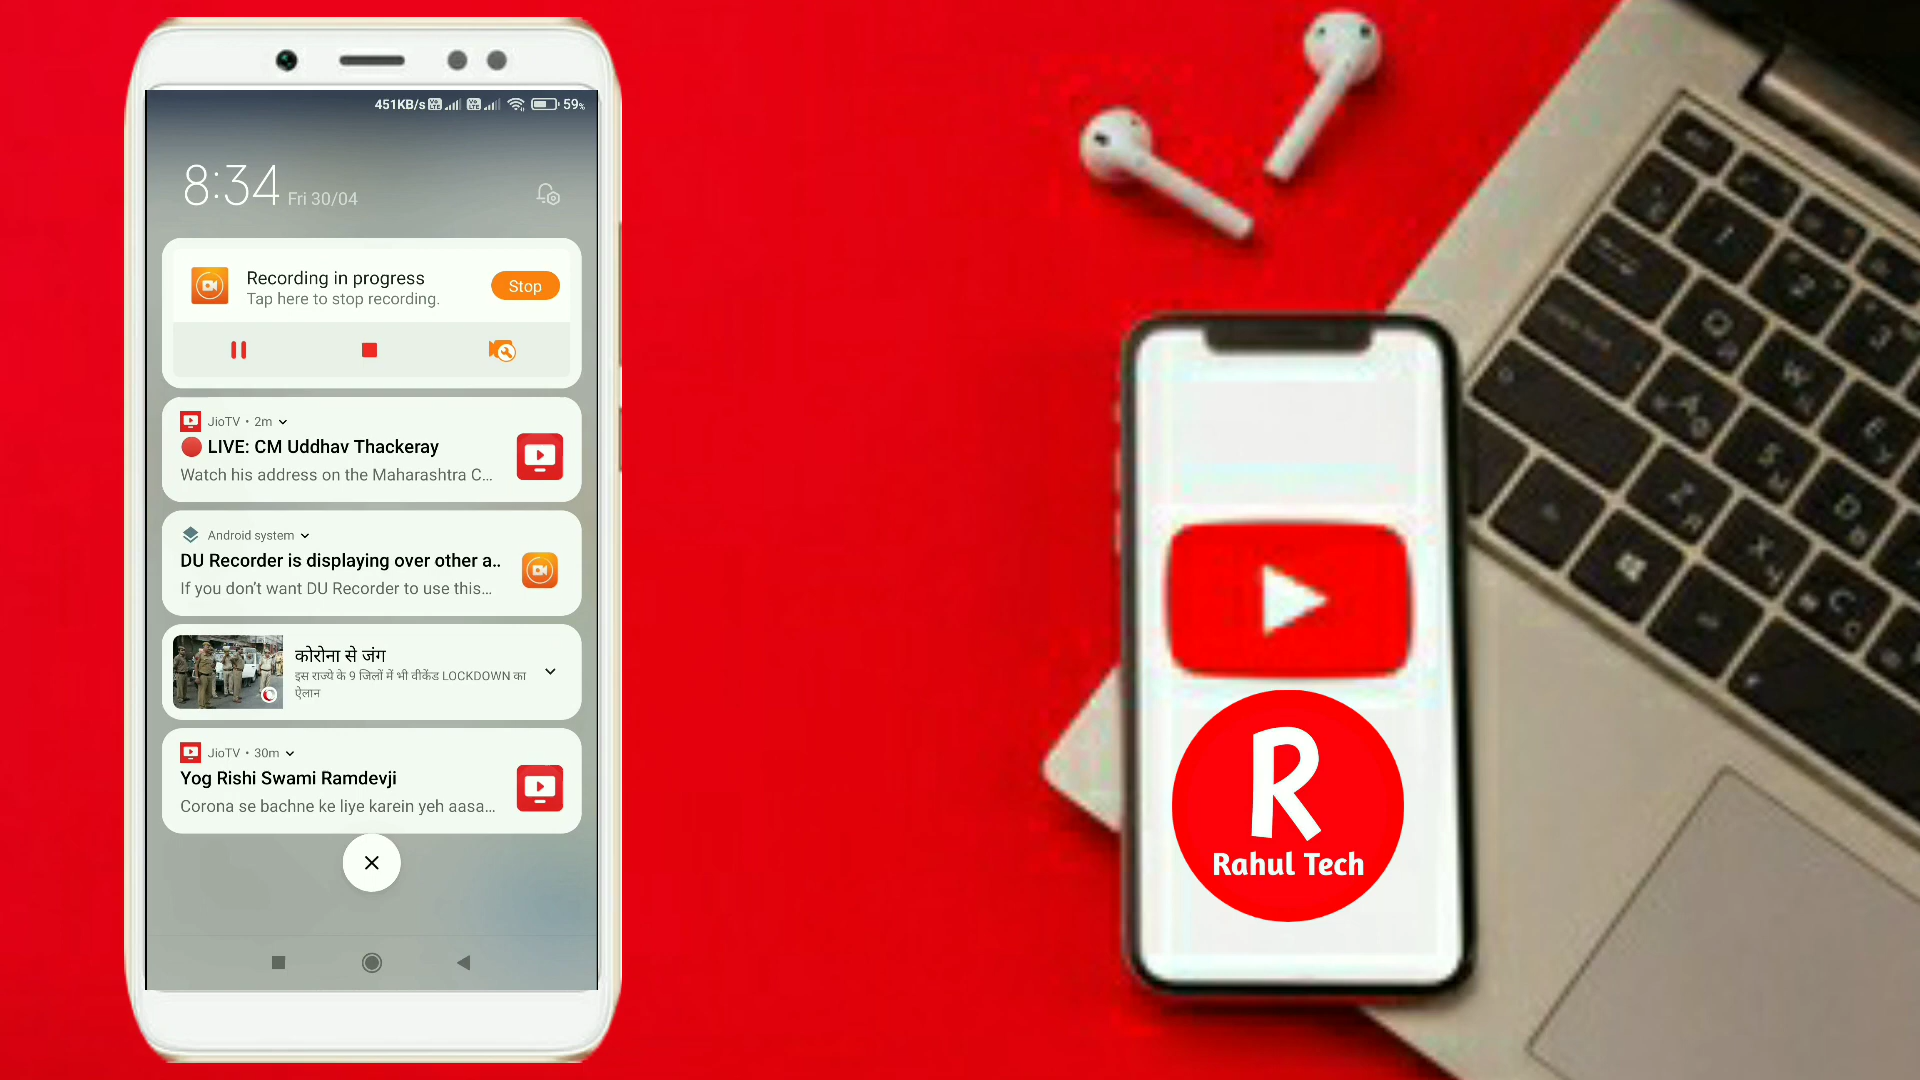 451KB/s 59%
8:34 Fri 30/04
Recording in progress
Tap here to stop recording.
Stop
JioTV • 2m
LIVE: CM Uddhav Thackeray
Watch his address on the Maharashtra C...
Android system
DU Recorder is displaying over other a..
If you don't want DU Recorder to use this...
कोरोना से जंग
इस राज्ये के 9 जिलों में भी वीकेंड LOCKDOWN का
ऐलान
JioTV • 30m
Yog Rishi Swami Ramdevji
Corona se bachne ke liye karein yeh aasa...
R
Rahul Tech